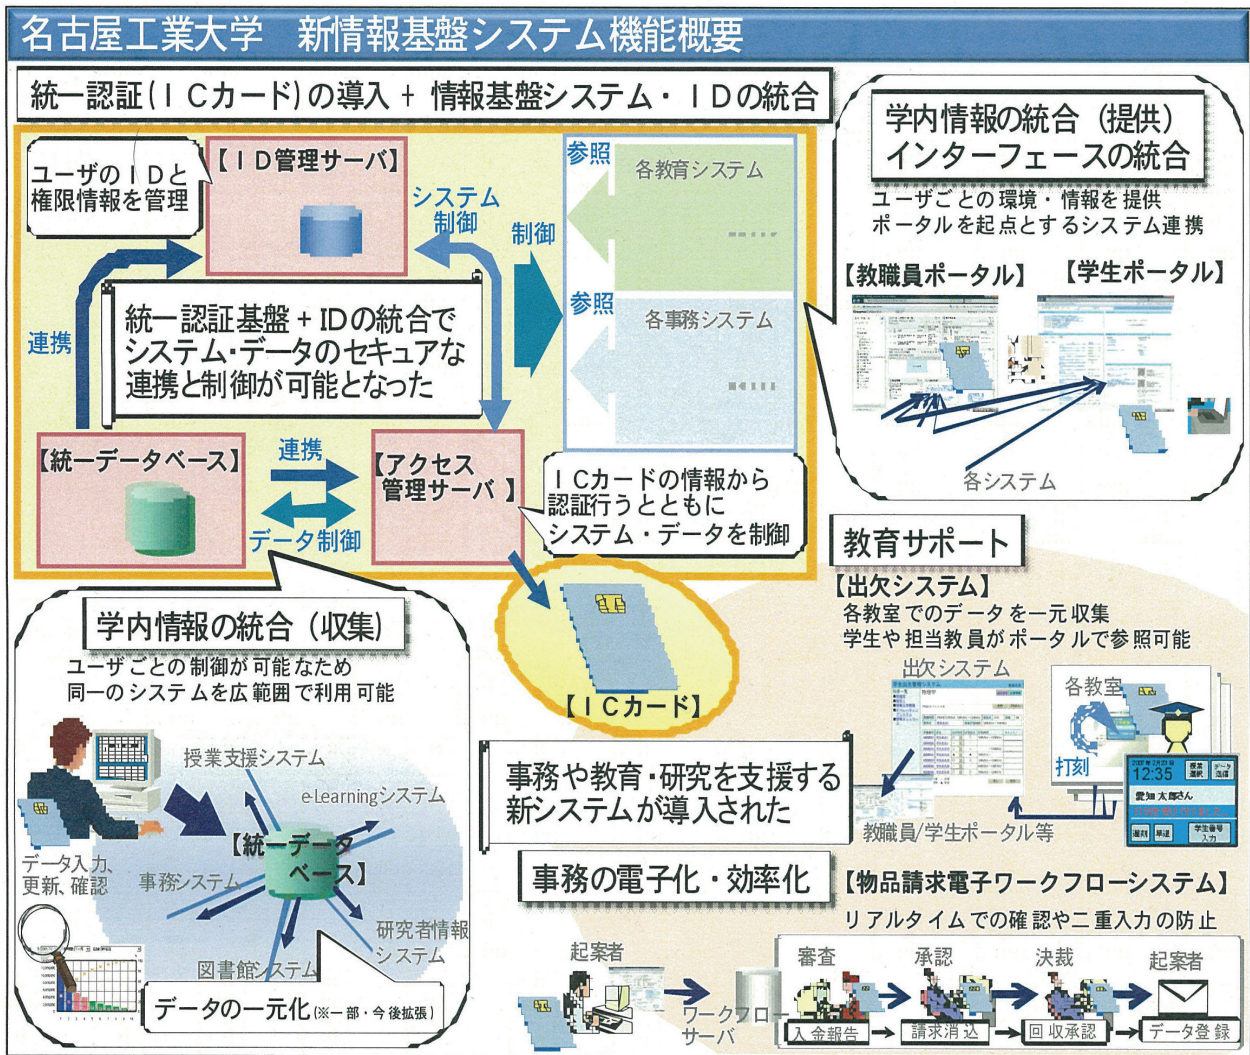 名古屋工業大学　新情報基盤システム機能概要
統一認証(ICカード)の導入 + 情報基盤システム・IDの統合
ユーザのIDと
権限情報を管理
【ID管理サーバ】
システム
制御
制御
参照
各教育システム
参照
各事務システム
連携
統一認証基盤+IDの統合で
システム・データのセキュアな
連携と制御が可能となった
【統一データベース】
連携
データ制御
【アクセス
管理サーバ】
ICカードの情報から
認証行うとともに
システム・データを制御
【ICカード】
学内情報の統合（提供）
インターフェースの統合
ユーザごとの環境・情報を提供
ポータルを起点とするシステム連携
【教職員ポータル】
【学生ポータル】
各システム
学内情報の統合（収集）
ユーザごとの制御が可能なため
同一のシステムを広範囲で利用可能
授業支援システム
e-Learningシステム
【統一データ
ベース】
データ入力、
更新、確認
事務システム
研究者情報
システム
図書館システム
データの一元化(※一部・今後拡張)
事務や教育・研究を支援する
新システムが導入された
教育サポート
【出欠システム】
各教室でのデータを一元収集
学生や担当教員がポータルで参照可能
出欠システム
各教室
打刻
12:35
授業
選択
データ
送信
愛知 太郎さん
遅刻
早退
学生番号
入力
教職員/学生ポータル等
事務の電子化・効率化
【物品請求電子ワークフローシステム】
リアルタイムでの確認や二重入力の防止
起案者
ワークフロー
サーバ
審査
承認
決裁
起案者
入金報告
請求消込
回収承認
データ登録